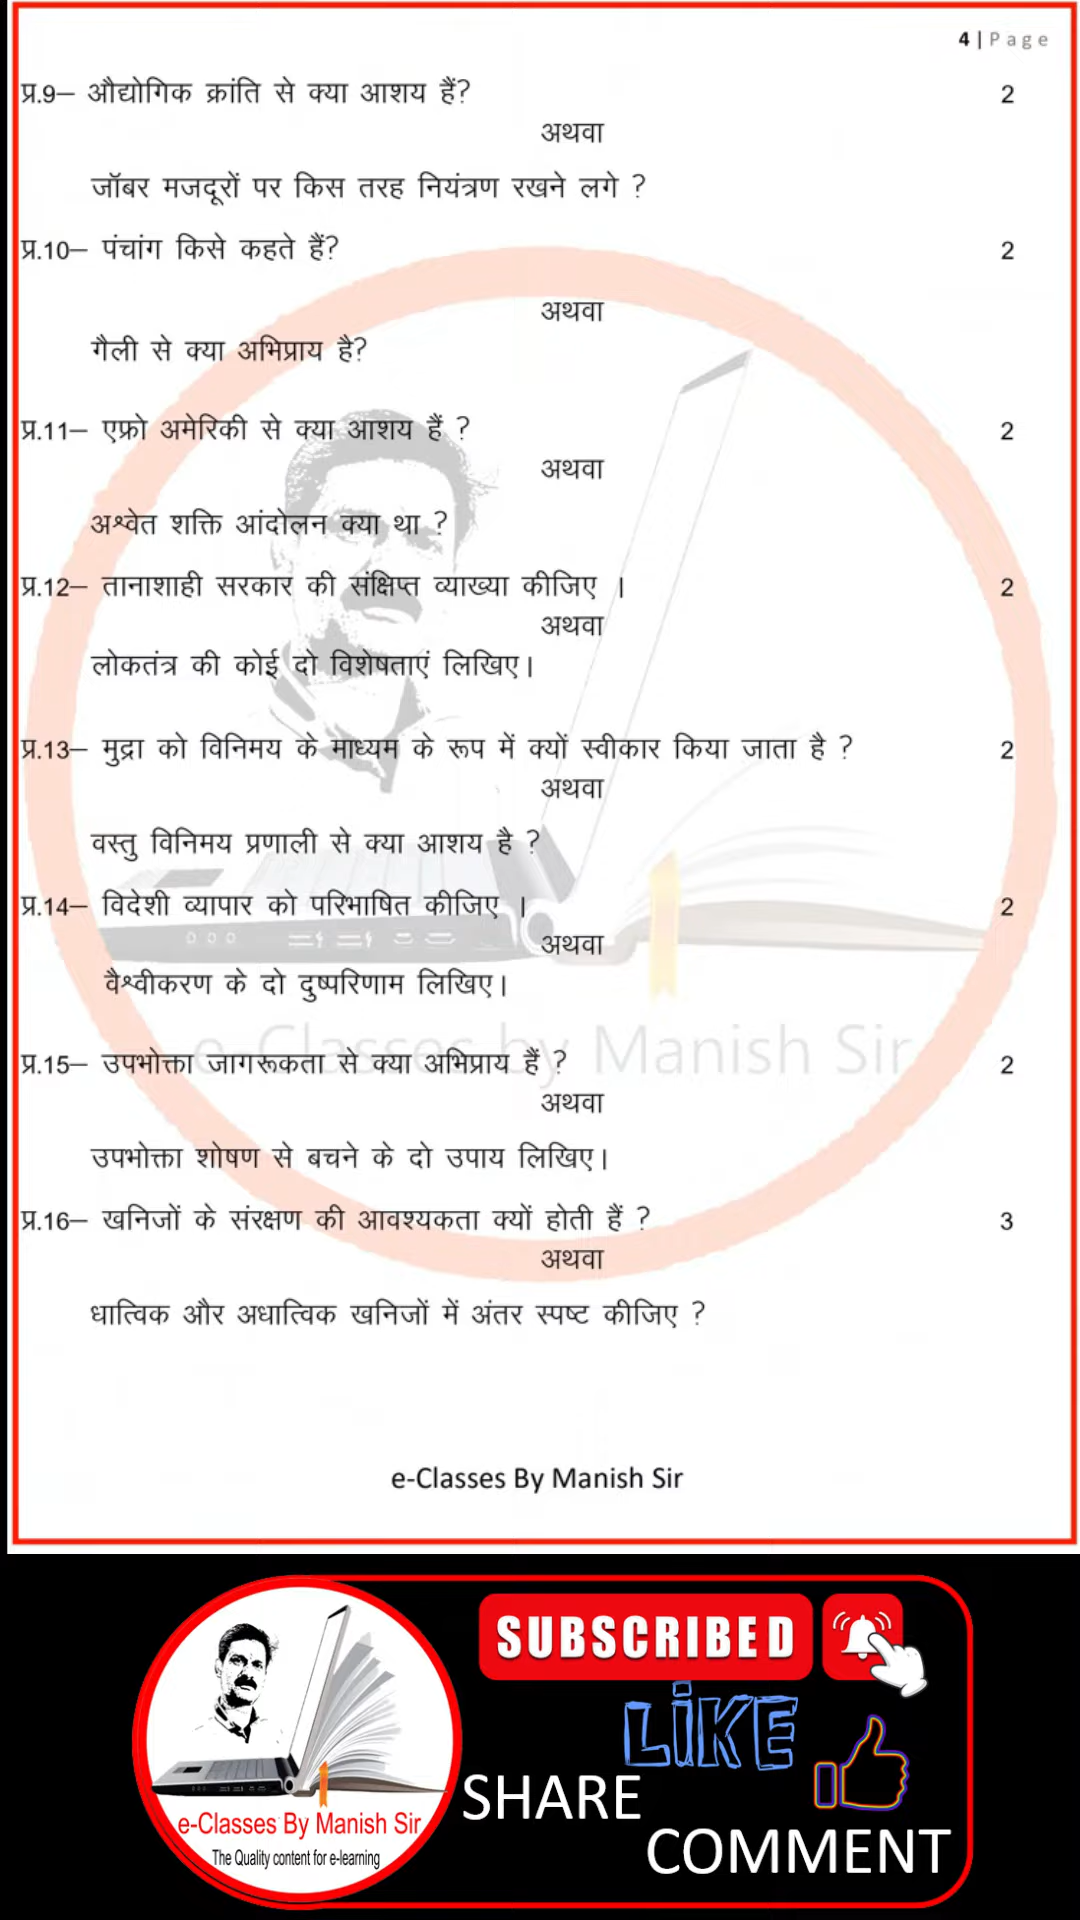 4 | Page
प्र.9– औद्योगिक क्रांति से क्या आशय हैं? 2
अथवा
जॉबर मजदूरों पर किस तरह नियंत्रण रखने लगे ?
प्र.10– पंचांग किसे कहते हैं? 2
अथवा
गैली से क्या अभिप्राय है?
प्र.11– एफ्रो अमेरिकी से क्या आशय हैं ? 2
अथवा
अश्वेत शक्ति आंदोलन क्या था ?
प्र.12– तानाशाही सरकार की संक्षिप्त व्याख्या कीजिए । 2
अथवा
लोकतंत्र की कोई दो विशेषताएं लिखिए।
प्र.13– मुद्रा को विनिमय के माध्यम के रूप में क्यों स्वीकार किया जाता है ? 2
अथवा
वस्तु विनिमय प्रणाली से क्या आशय है ?
प्र.14– विदेशी व्यापार को परिभाषित कीजिए । 2
अथवा
वैश्वीकरण के दो दुष्परिणाम लिखिए।
e-Classes by Manish Sir
प्र.15– उपभोक्ता जागरूकता से क्या अभिप्राय हैं ? 2
अथवा
उपभोक्ता शोषण से बचने के दो उपाय लिखिए।
प्र.16– खनिजों के संरक्षण की आवश्यकता क्यों होती हैं ? 3
अथवा
धात्विक और अधात्विक खनिजों में अंतर स्पष्ट कीजिए ?
e-Classes By Manish Sir
SUBSCRIBED
LiKE
SHARE
COMMENT
e-Classes By Manish Sir
The Quality content for e-learning